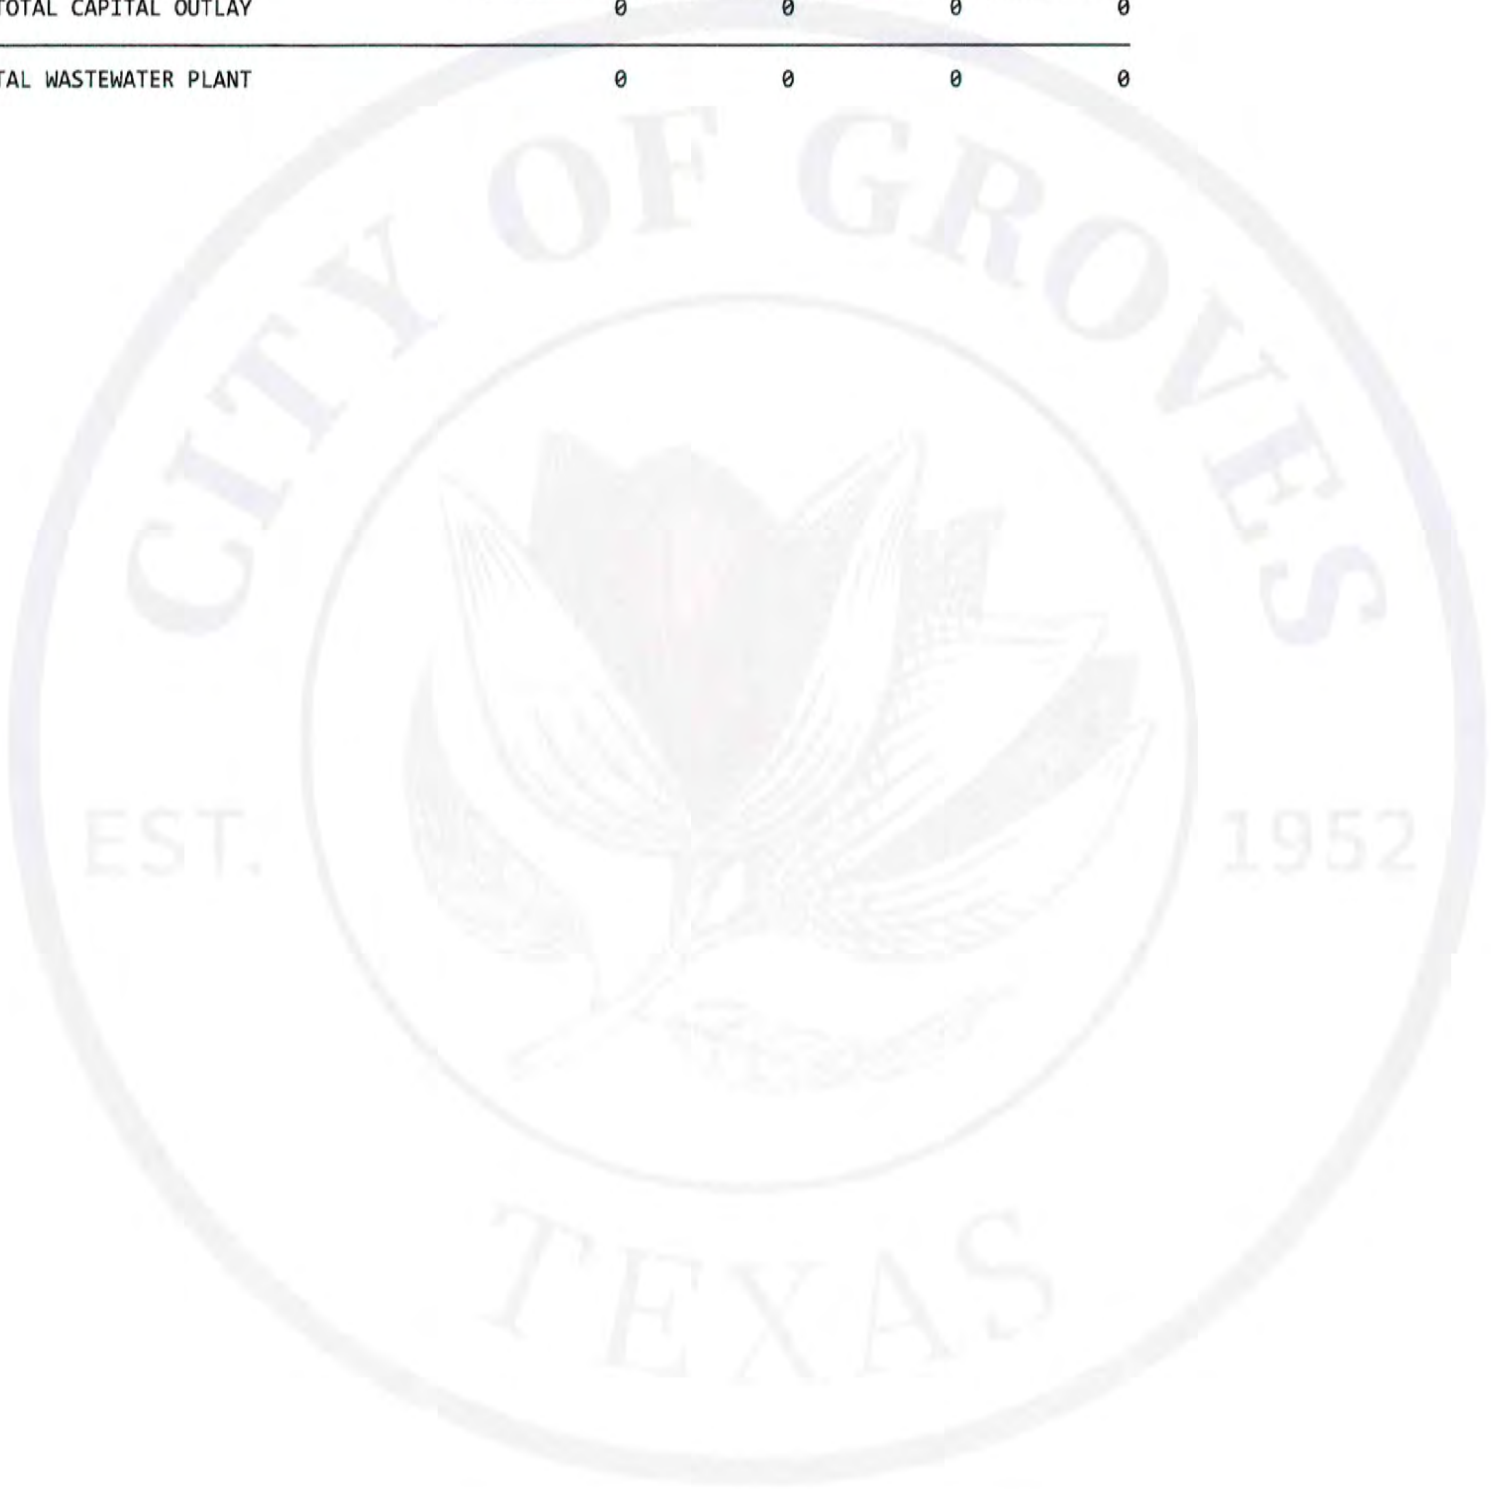 TOTAL CAPITAL OUTLAY 0 0 0 0
TAL WASTEWATER PLANT 0 0 0 0
CITY OF GROVES
EST. 1952
TEXAS